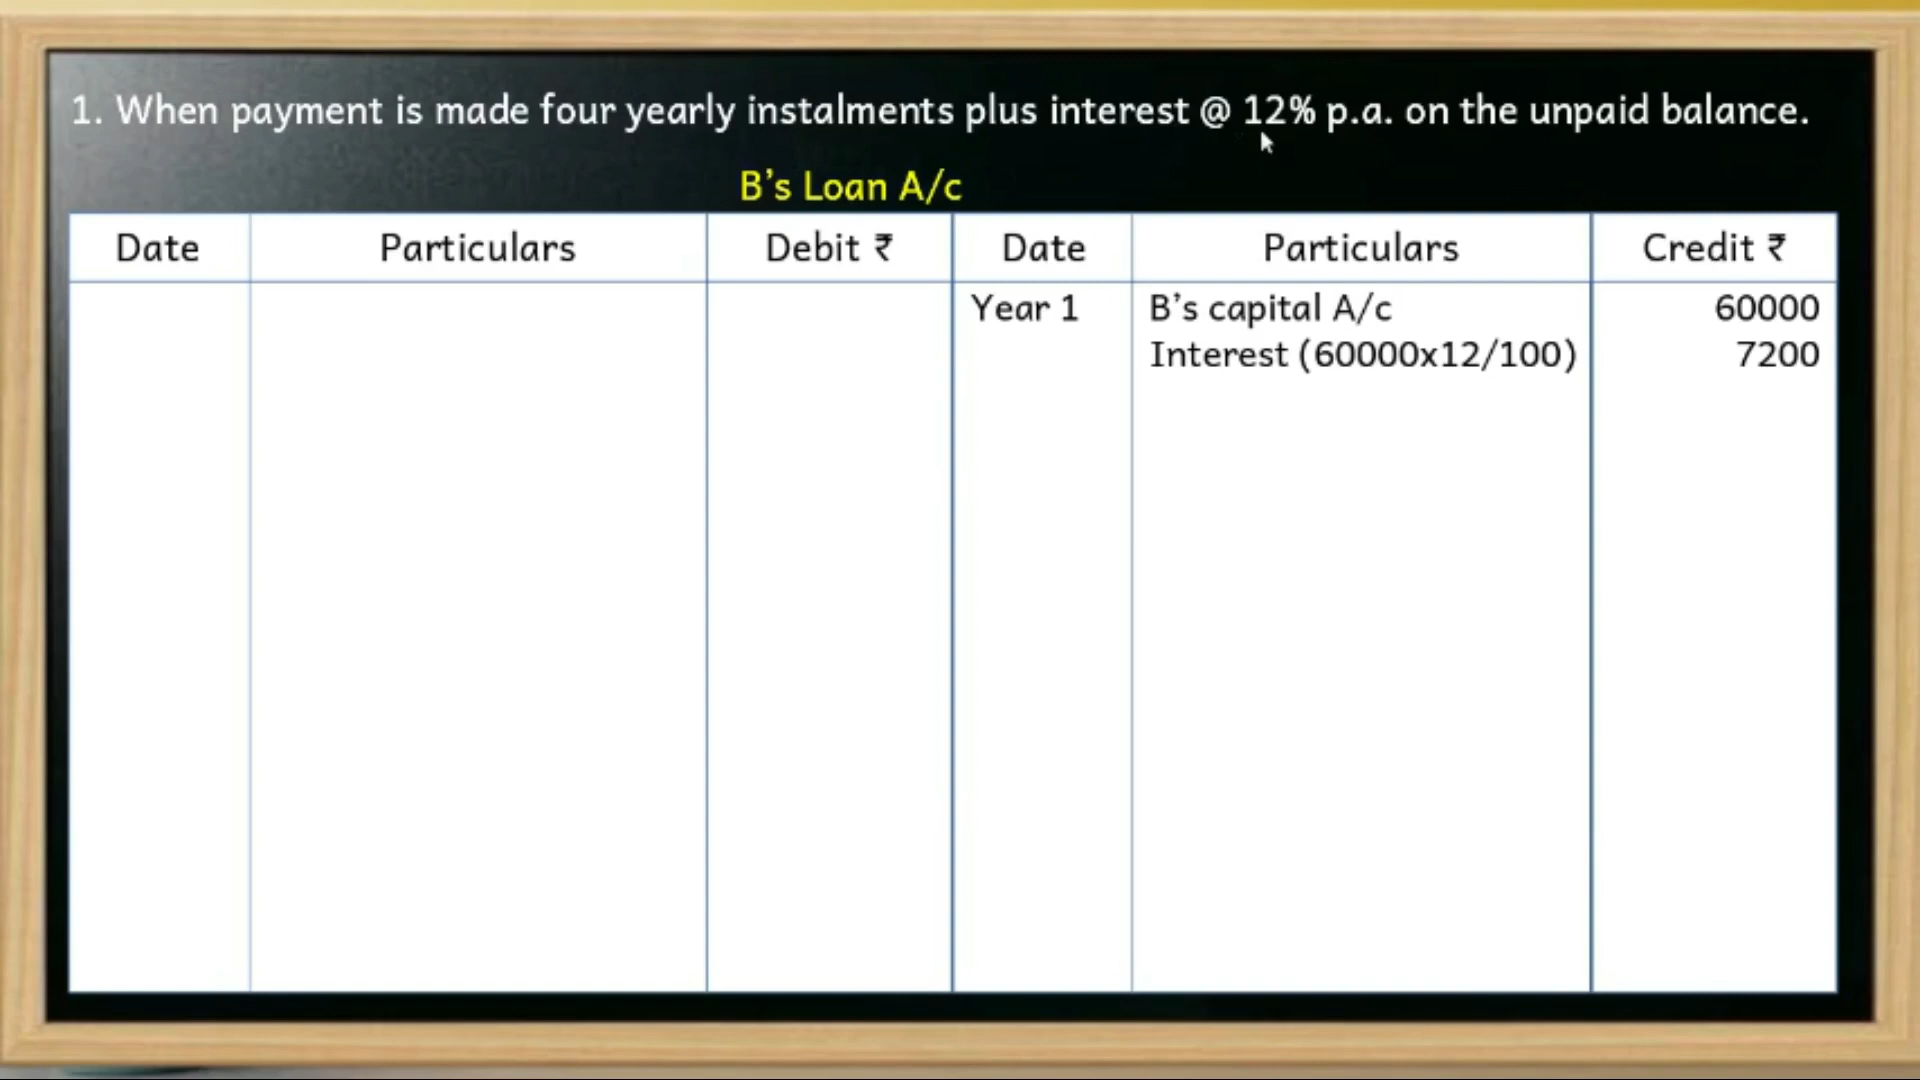 1. When payment is made four yearly instalments plus interest @ 12% p.a. on the unpaid balance.
B’s Loan A/c
Date Particulars Debit ₹ Date Particulars Credit ₹
Year 1 B’s capital A/c 60000
Interest (60000x12/100) 7200